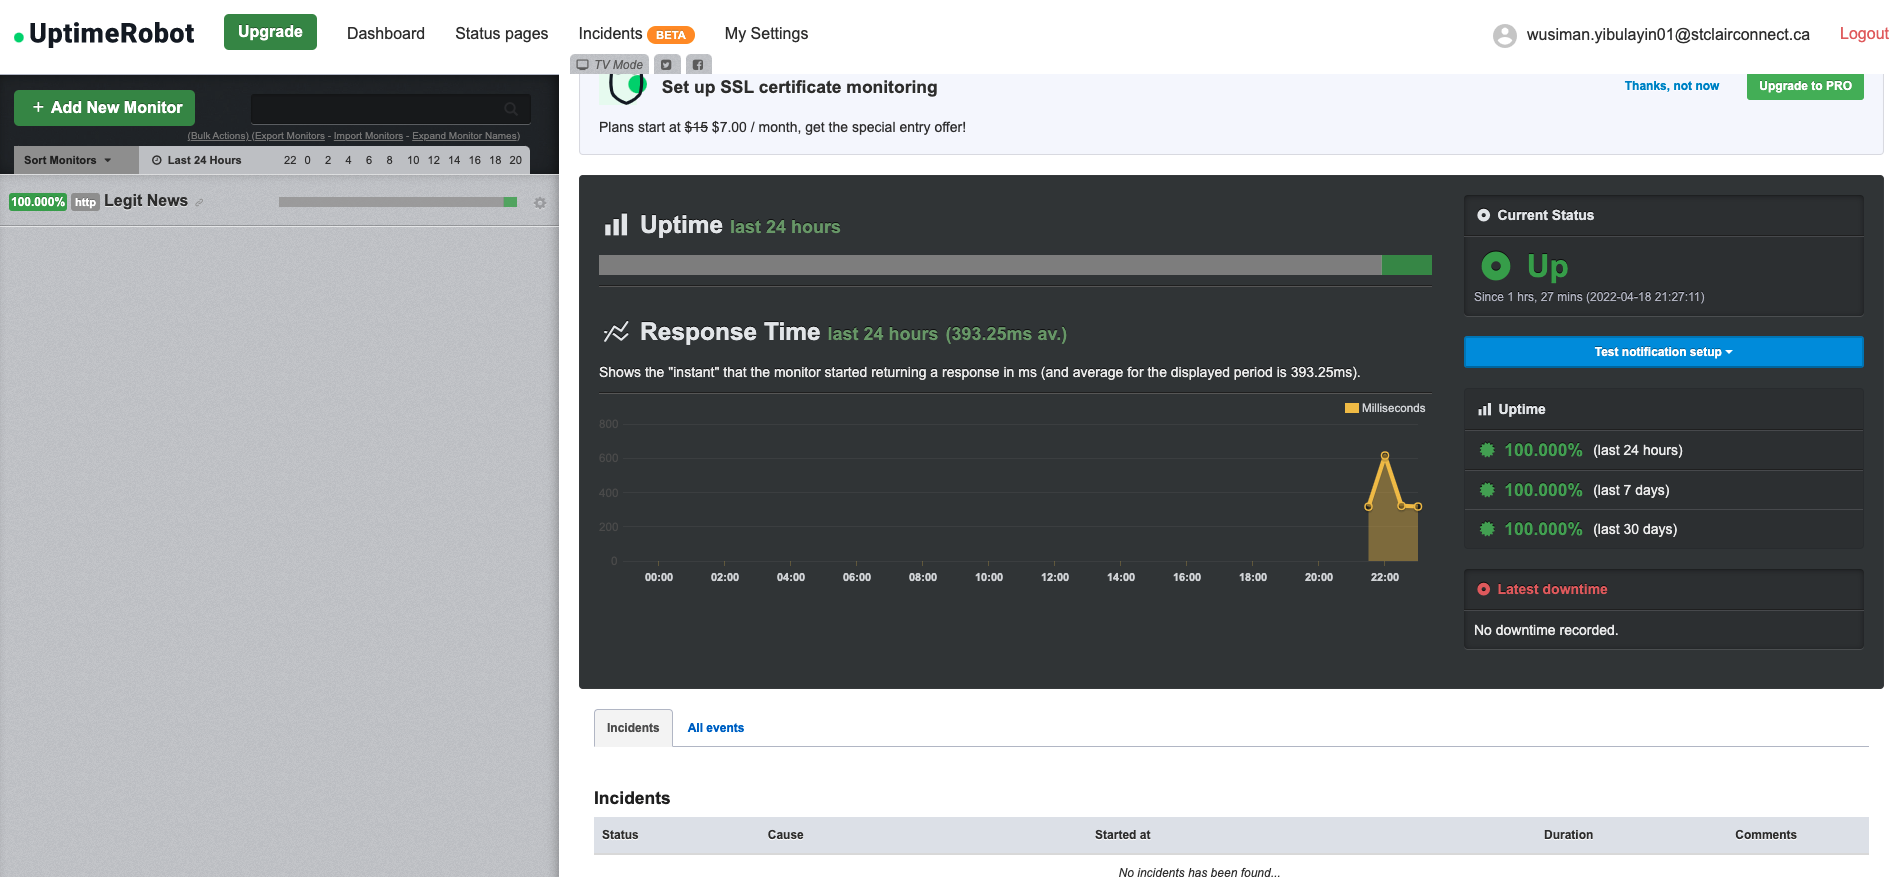 UptimeRobot
Upgrade
Dashboard
Status pages
Incidents BETA
My Settings
wusiman.yibulayin01@stclairconnect.ca
Logout
TV Mode
+ Add New Monitor
(Bulk Actions) (Export Monitors - Import Monitors - Expand Monitor Names)
Sort Monitors
Last 24 Hours
22 0 2 4 6 8 10 12 14 16 18 20
100.000% http Legit News
Set up SSL certificate monitoring
Thanks, not now
Upgrade to PRO
Plans start at $15 $7.00 / month, get the special entry offer!
Uptime last 24 hours
Response Time last 24 hours (393.25ms av.)
Shows the "instant" that the monitor started returning a response in ms (and average for the displayed period is 393.25ms).
Milliseconds
800
600
400
200
0
00:00 02:00 04:00 06:00 08:00 10:00 12:00 14:00 16:00 18:00 20:00 22:00
Current Status
Up
Since 1 hrs, 27 mins (2022-04-18 21:27:11)
Test notification setup
Uptime
100.000% (last 24 hours)
100.000% (last 7 days)
100.000% (last 30 days)
Latest downtime
No downtime recorded.
Incidents
All events
Incidents
Status Cause Started at Duration Comments
No incidents has been found...